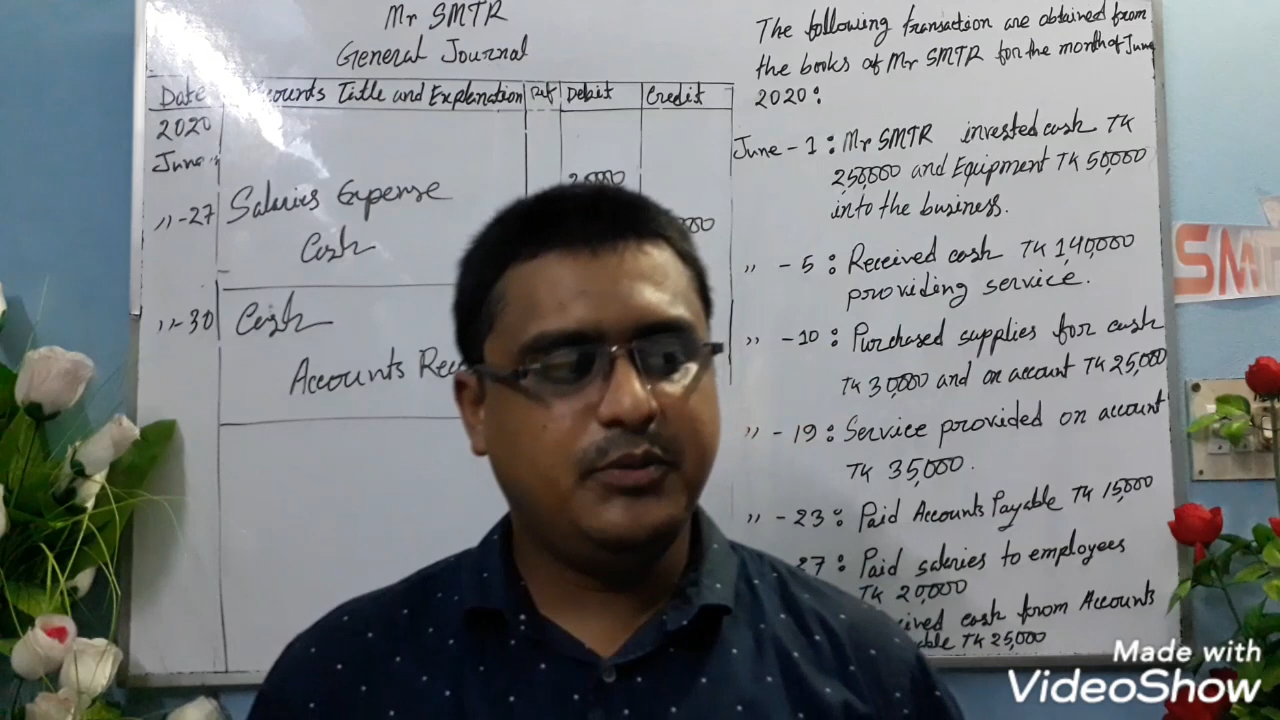 Mr SMTR
General Journal
Date
counts Title and Explanation
Ref
Debit
Credit
2020
June
,,-27
Salaries Expense
Cash
,,-30
Cash
Accounts Rec
The following transaction are obtained from
the books of Mr SMTR for the month of June
2020:
June - 1: Mr SMTR invested cash TK
250000 and Equipment TK 50000
into the business.
,, - 5: Received cash TK 1,40,000
providing service.
,, - 10: Purchased supplies for cash
TK 30,000 and on account TK 25,000
,, - 19: Service provided on account
TK 35,000.
,, - 23: Paid Accounts Payable TK 15,000
27: Paid salaries to employees
TK 20,000
ived cash from Accounts
able TK 25,000
SMT
Made with
VideoShow